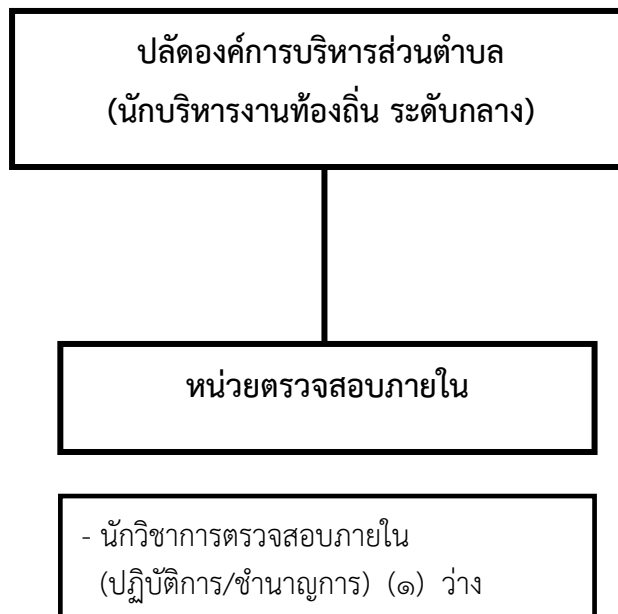 ปลัดองค์การบริหารส่วนตำบล
(นักบริหารงานท้องถิ่น ระดับกลาง)
หน่วยตรวจสอบภายใน
- นักวิชาการตรวจสอบภายใน
(ปฏิบัติการ/ชำนาญการ) (๑) ว่าง